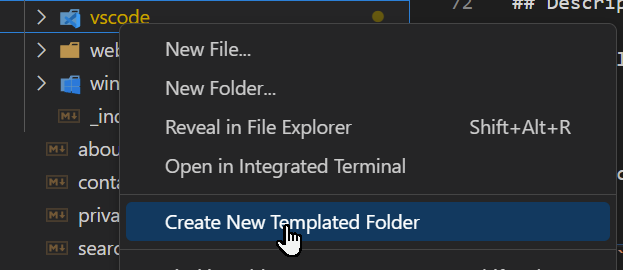 vscode
72 ## Descrip
New File...
web
New Folder...
win
Reveal in File Explorer Shift+Alt+R
abou
Open in Integrated Terminal
conta
priva
Create New Templated Folder
searc